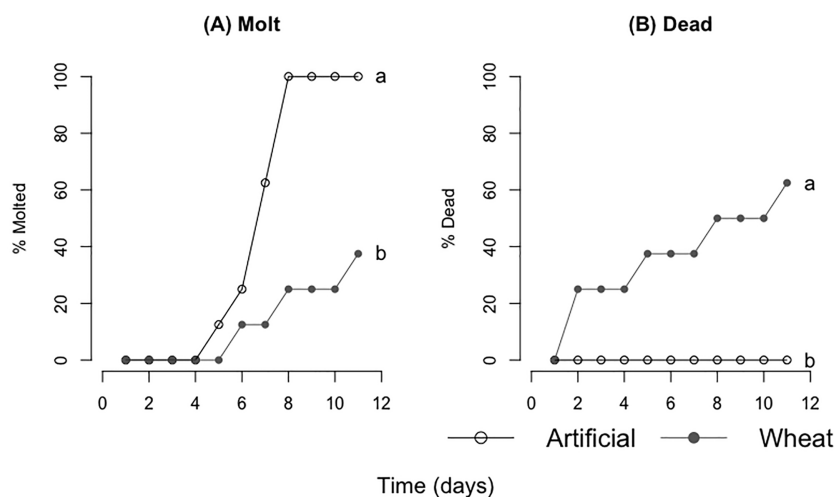 (A) Molt
(B) Dead
% Molted
0
20
40
60
80
100
a
b
0 2 4 6 8 10 12
% Dead
0
20
40
60
80
100
a
b
0 2 4 6 8 10 12
Artificial Wheat
Time (days)